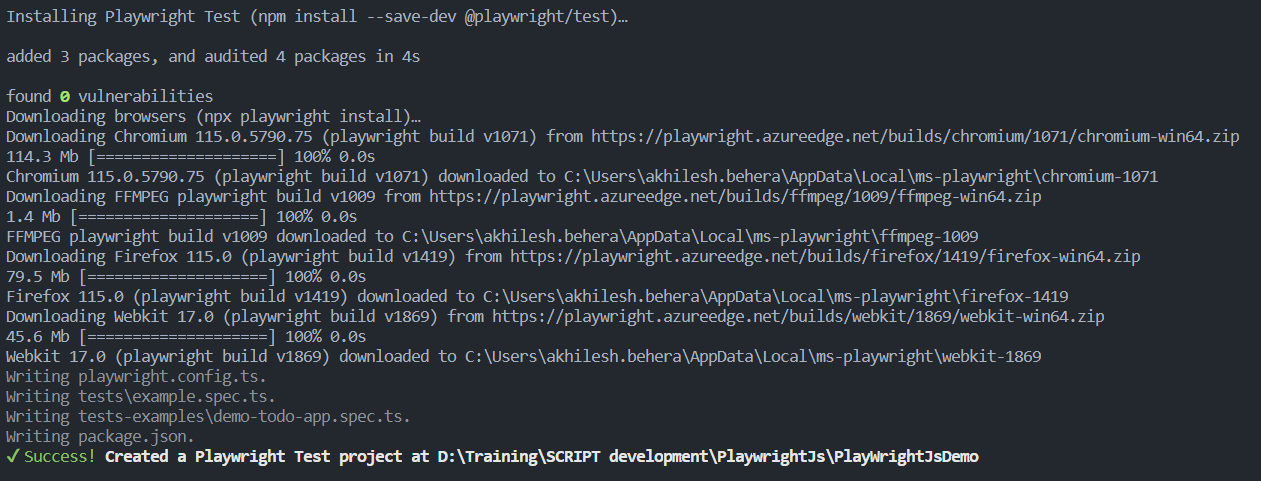 Installing Playwright Test (npm install --save-dev @playwright/test)…
added 3 packages, and audited 4 packages in 4s
found 0 vulnerabilities
Downloading browsers (npx playwright install)…
Downloading Chromium 115.0.5790.75 (playwright build v1071) from https://playwright.azureedge.net/builds/chromium/1071/chromium-win64.zip
114.3 Mb [====================] 100% 0.0s
Chromium 115.0.5790.75 (playwright build v1071) downloaded to C:\Users\akhilesh.behera\AppData\Local\ms-playwright\chromium-1071
Downloading FFMPEG playwright build v1009 from https://playwright.azureedge.net/builds/ffmpeg/1009/ffmpeg-win64.zip
1.4 Mb [====================] 100% 0.0s
FFMPEG playwright build v1009 downloaded to C:\Users\akhilesh.behera\AppData\Local\ms-playwright\ffmpeg-1009
Downloading Firefox 115.0 (playwright build v1419) from https://playwright.azureedge.net/builds/firefox/1419/firefox-win64.zip
79.5 Mb [====================] 100% 0.0s
Firefox 115.0 (playwright build v1419) downloaded to C:\Users\akhilesh.behera\AppData\Local\ms-playwright\firefox-1419
Downloading Webkit 17.0 (playwright build v1869) from https://playwright.azureedge.net/builds/webkit/1869/webkit-win64.zip
45.6 Mb [====================] 100% 0.0s
Webkit 17.0 (playwright build v1869) downloaded to C:\Users\akhilesh.behera\AppData\Local\ms-playwright\webkit-1869
Writing playwright.config.ts.
Writing tests\example.spec.ts.
Writing tests-examples\demo-todo-app.spec.ts.
Writing package.json.
✔ Success! Created a Playwright Test project at D:\Training\SCRIPT development\PlaywrightJs\PlayWrightJsDemo